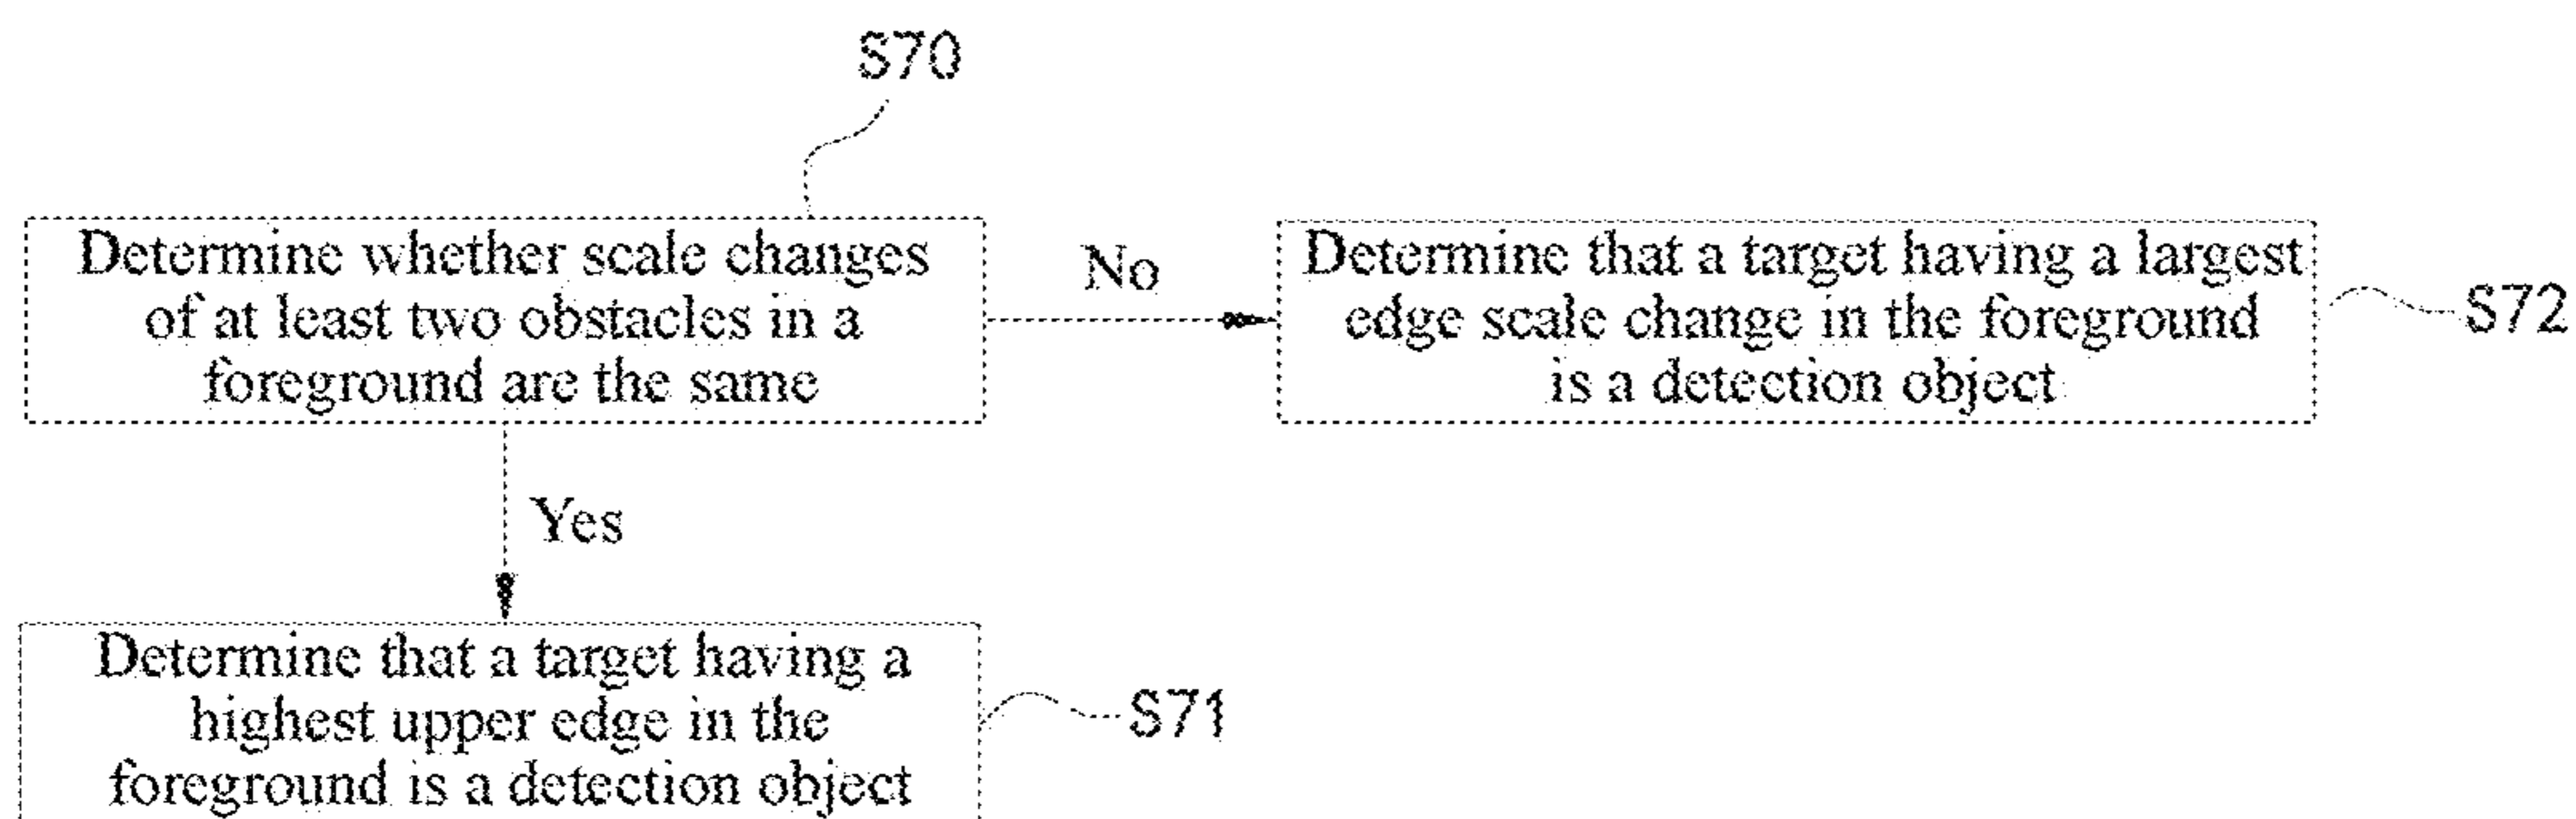 S70
Determine whether scale changes
of at least two obstacles in a
foreground are the same
No
Determine that a target having a largest
edge scale change in the foreground
is a detection object
S72
Yes
Determine that a target having a
highest upper edge in the
foreground is a detection object
S71